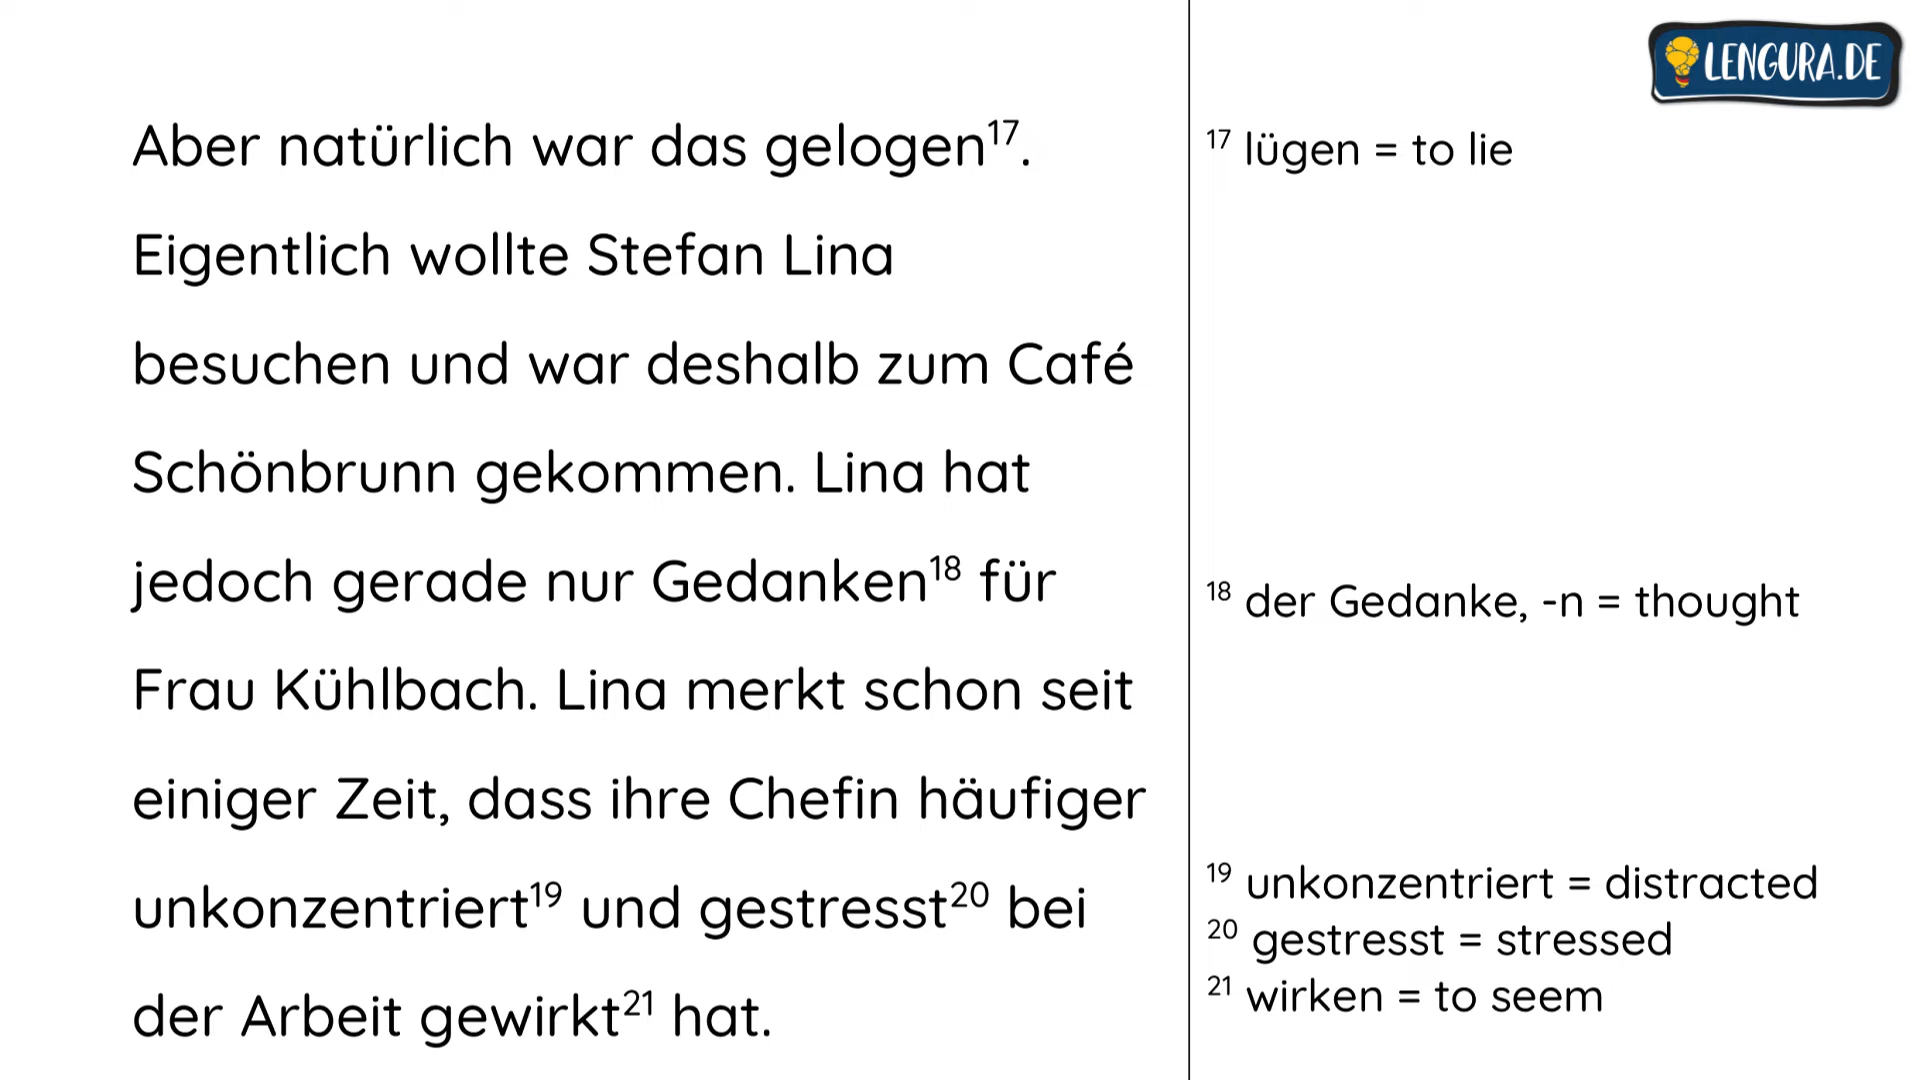 LENGURA.DE
Aber natürlich war das gelogen¹⁷.
Eigentlich wollte Stefan Lina
besuchen und war deshalb zum Café
Schönbrunn gekommen. Lina hat
jedoch gerade nur Gedanken¹⁸ für
Frau Kühlbach. Lina merkt schon seit
einiger Zeit, dass ihre Chefin häufiger
unkonzentriert¹⁹ und gestresst²⁰ bei
der Arbeit gewirkt²¹ hat.
¹⁷ lügen = to lie
¹⁸ der Gedanke, -n = thought
¹⁹ unkonzentriert = distracted
²⁰ gestresst = stressed
²¹ wirken = to seem